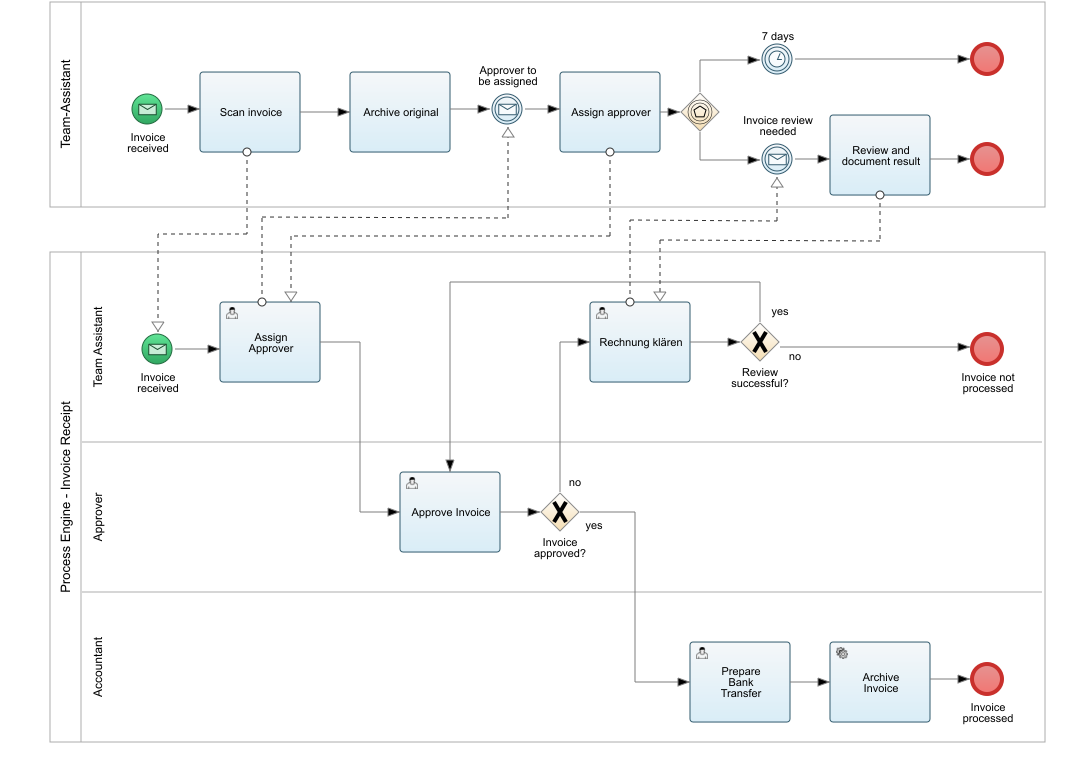 Team-Assistant
7 days
Approver to
be assigned
Scan invoice
Archive original
Assign approver
Invoice
received
Invoice review
needed
Review and
document result
Process Engine - Invoice Receipt
Team Assistant
Assign
Approver
Rechnung klären
yes
no
Invoice
received
Review
successful?
Invoice not
processed
Approver
Approve Invoice
no
yes
Invoice
approved?
Accountant
Prepare
Bank
Transfer
Archive
Invoice
Invoice
processed